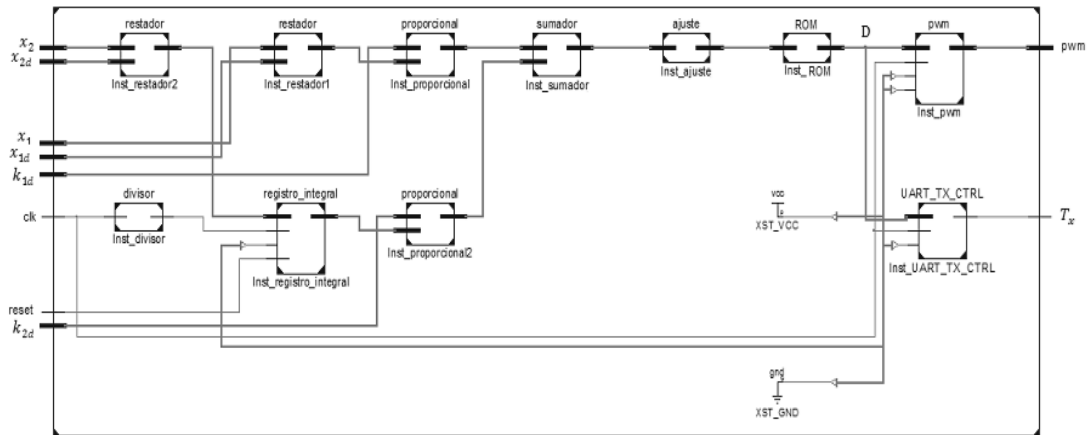 restador restador proporcional sumador ajuste ROM D pwm
x₂
x₂d
pwm
Inst_restador2 Inst_restador1 Inst_proporcional Inst_sumador Inst_ajuste Inst_ROM
Inst_pwm
x₁
x₁d
k₁d
divisor registro_integral proporcional vcc UART_TX_CTRL
clk Tₓ
XST_VCC
Inst_divisor Inst_proporcional2
Inst_registro_integral Inst_UART_TX_CTRL
reset
k₂d
gnd
XST_GND